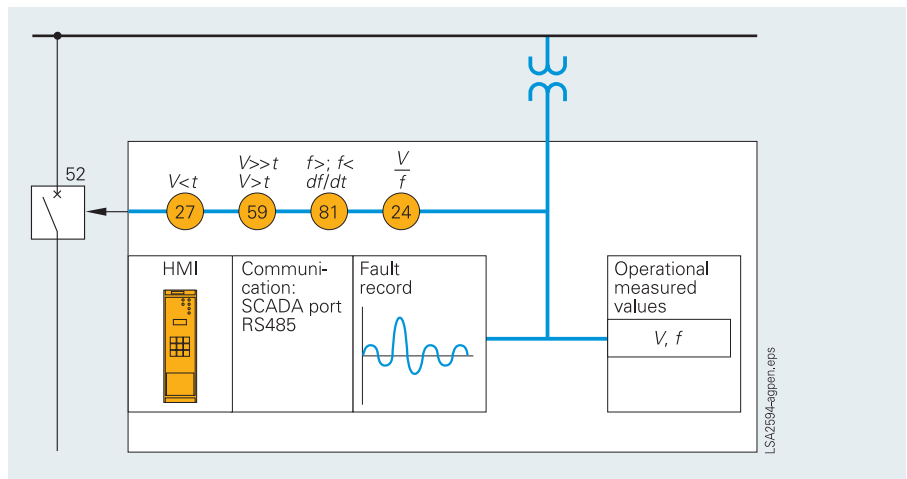 52
V<t
V>>t
V>t
f>; f<
df/dt
V
f
27
59
81
24
HMI
Communi-
cation:
SCADA port
RS485
Fault
record
Operational
measured
values
V, f
LSA2594-agpen.eps